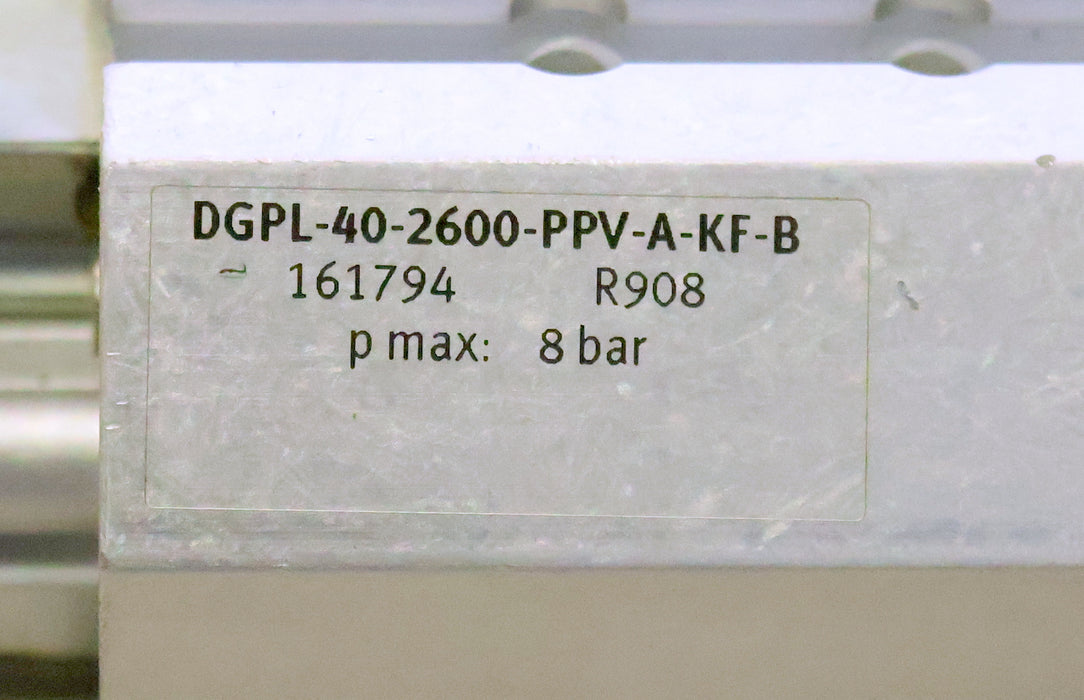 DGPL-40-2600-PPV-A-KF-B
~ 161794 R908
p max: 8 bar